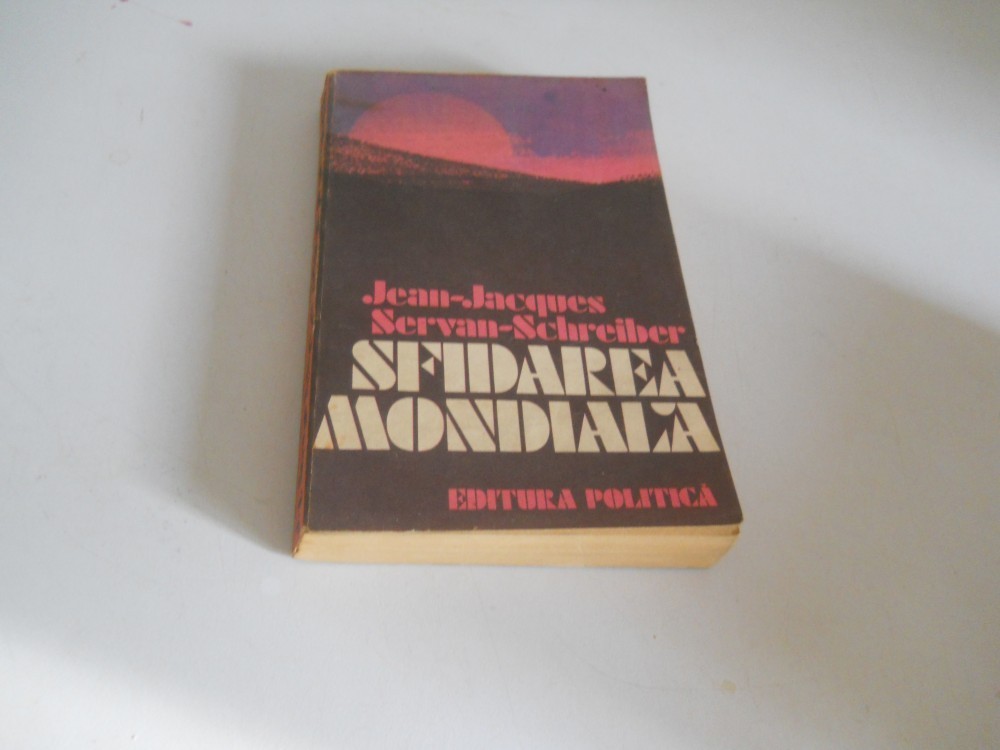 Jean-Jacques
Servan-Schreiber
SFIDAREA
MONDIALĂ
EDITURA POLITICĂ